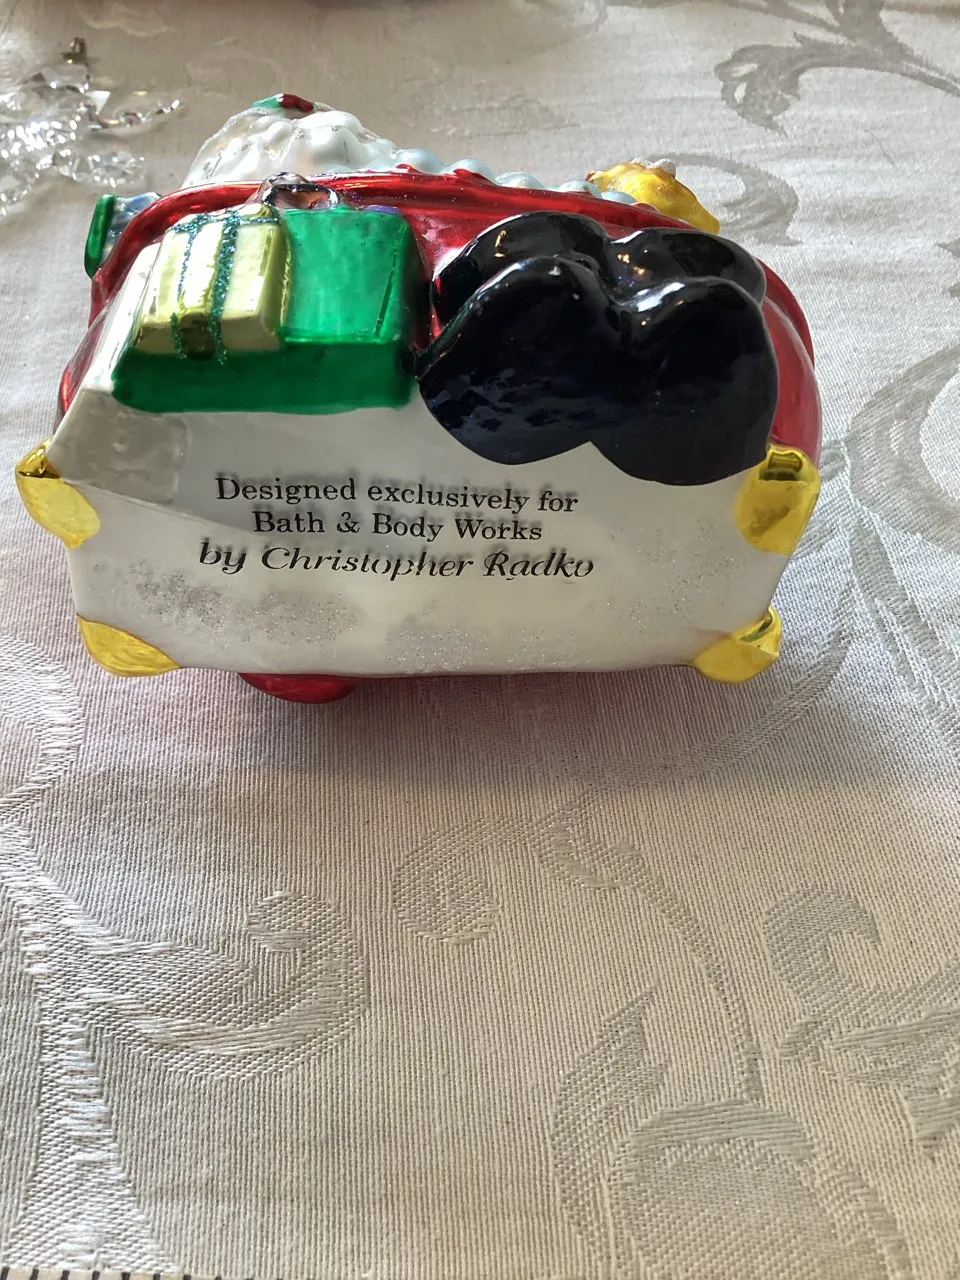 Designed exclusively for
Bath & Body Works
by Christopher Radko